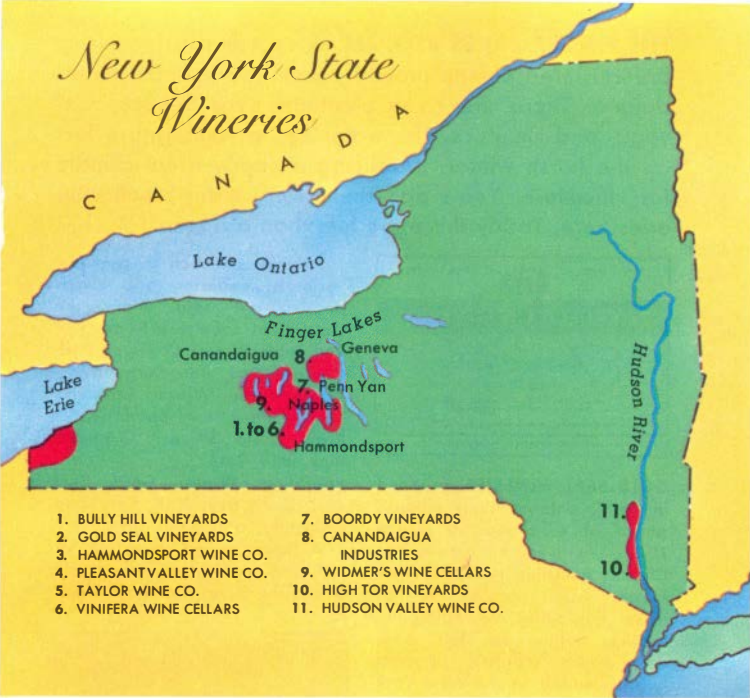 New York State
Wineries
CANADA
Lake Ontario
Finger Lakes
Canandaigua 8. Geneva
Lake
Erie
7. Penn Yan
9. Naples
1. to 6.
Hammondsport
Hudson River
11.
10.
1. BULLY HILL VINEYARDS
2. GOLD SEAL VINEYARDS
3. HAMMONDSPORT WINE CO.
4. PLEASANT VALLEY WINE CO.
5. TAYLOR WINE CO.
6. VINIFERA WINE CELLARS
7. BOORDY VINEYARDS
8. CANANDAIGUA
INDUSTRIES
9. WIDMER'S WINE CELLARS
10. HIGH TOR VINEYARDS
11. HUDSON VALLEY WINE CO.